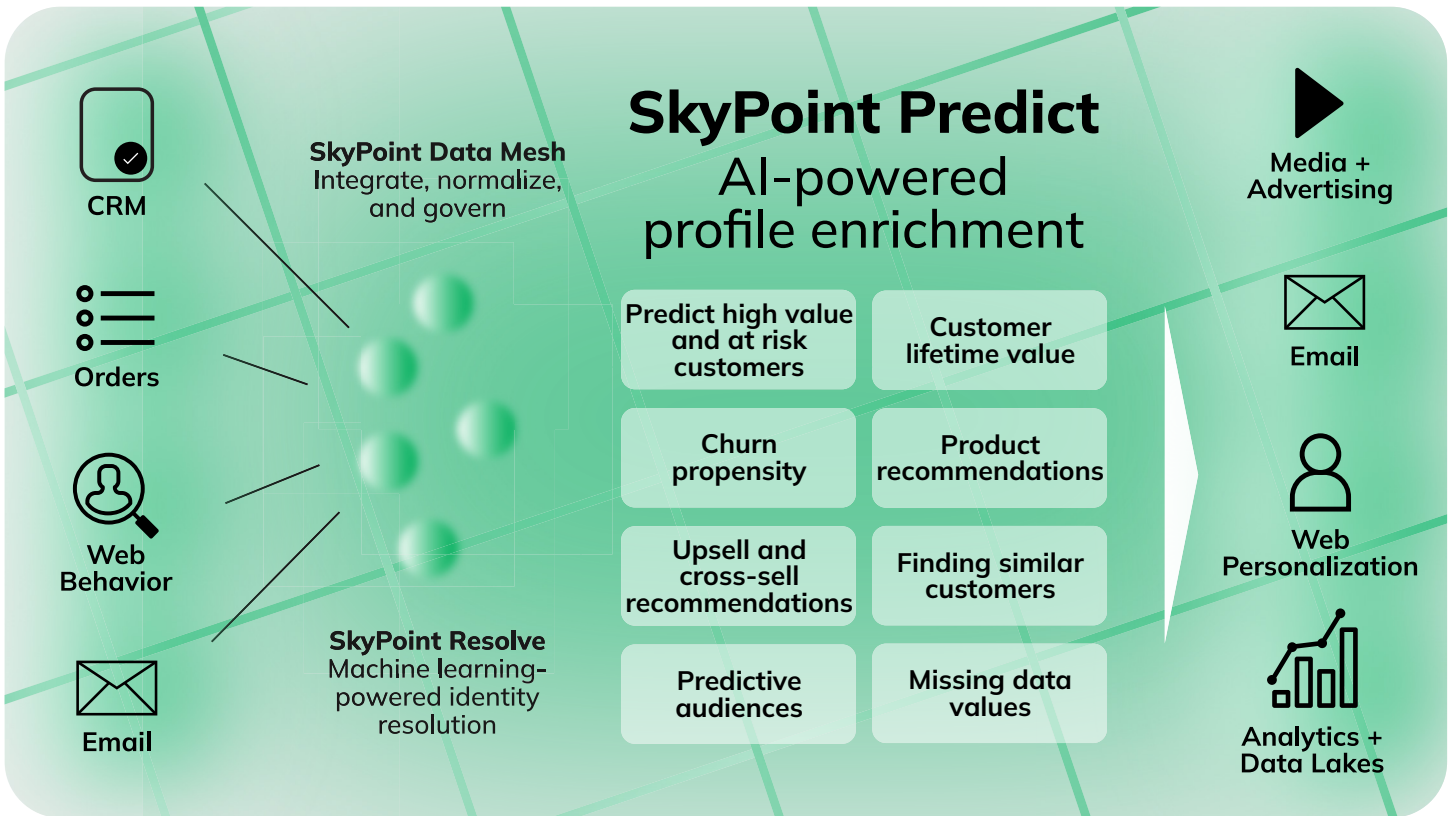 CRM
Orders
Web
Behavior
Email
SkyPoint Data Mesh
Integrate, normalize,
and govern
SkyPoint Resolve
Machine learning-
powered identity
resolution
SkyPoint Predict
AI-powered
profile enrichment
Predict high value
and at risk
customers
Customer
lifetime value
Churn
propensity
Product
recommendations
Upsell and
cross-sell
recommendations
Finding similar
customers
Predictive
audiences
Missing data
values
Media +
Advertising
Email
Web
Personalization
Analytics +
Data Lakes